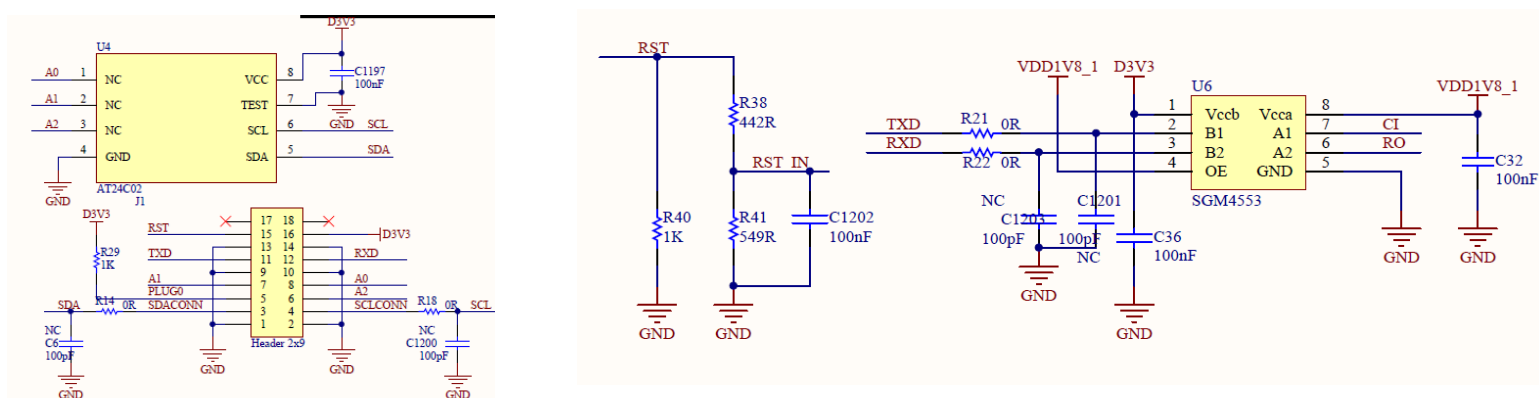 D3V3
U4
C1197
100nF
A0 1 NC VCC 8
A1 2 NC TEST 7
GND
A2 3 NC SCL 6 SCL
4 GND SDA 5 SDA
AT24C02
GND
J1
D3V3
17 18
RST 15 16 D3V3
13 14
R29
1K
TXD 11 12 RXD
9 10
A1 7 8 A0
PLUG0 5 6 A2
SDA R14 0R SDACONN 3 4 SCLCONN R18 0R SCL
1 2
NC
C6
100pF
GND
GND
Header 2x9
GND
NC
C1200
100pF
GND
RST
R38
442R
RST_IN
R40
1K
R41
549R
C1202
100nF
GND
GND
VDD1V8_1
D3V3
U6
VDD1V8_1
1 Vccb Vcca 8
TXD R21 0R 2 B1 A1 7 CI
RXD R22 0R 3 B2 A2 6 RO
4 OE GND 5
SGM4553
C32
100nF
NC
C1203
100pF
C1201
100pF
NC
C36
100nF
GND
GND
GND
GND